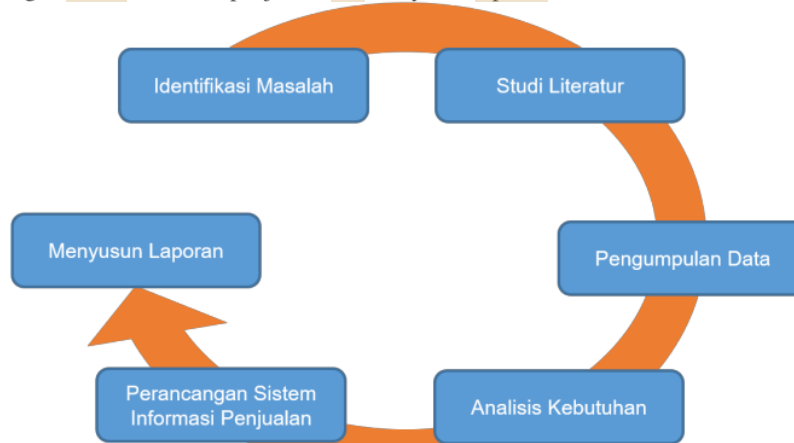 Identifikasi Masalah
Studi Literatur
Pengumpulan Data
Analisis Kebutuhan
Perancangan Sistem
Informasi Penjualan
Menyusun Laporan